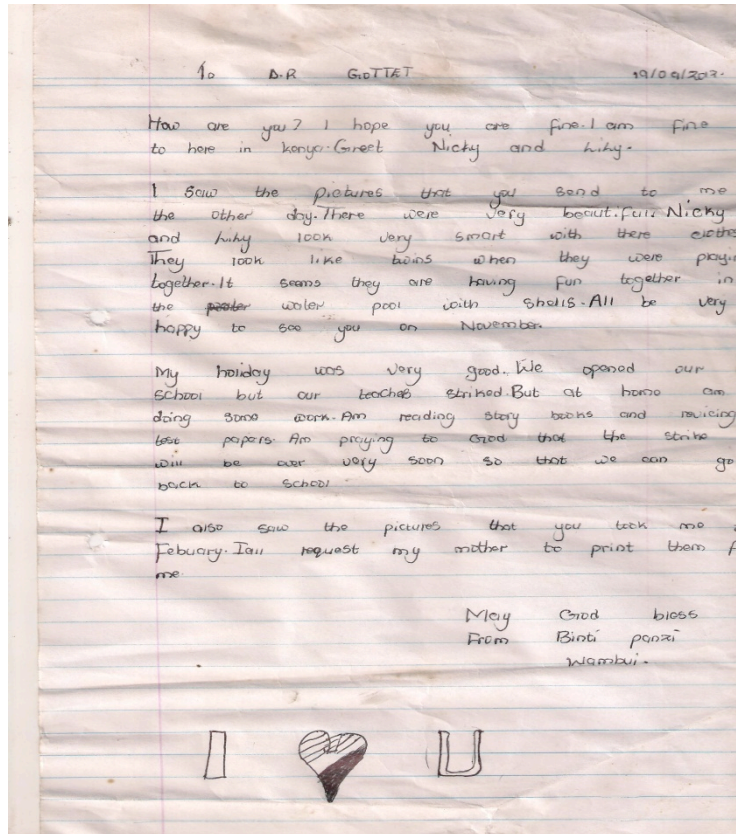 To D.R GOTTET 19/09/2012.
How are you? I hope you are fine. I am fine
to here in kenya. Greet Nicky and
I saw the pictures that you send to me
the other day. There were very beautiful. Nicky
and look very smart with there clothe
They look like twins when they were playi
together. It seems they are having fun together in
the water pool with shells. All be very
happy to see you on November.
My holiday was very good. We opened our
school but our teaches striked. But at home am
doing some work. Am reading story books and revicing
test papers. Am praying to God that the strike
will be over very soon so that we can go
back to school
I also saw the pictures that you took me
Febuary. Iall request my mother to print them f
me.
May God bless
From Binti panzi
Wambui.
I U